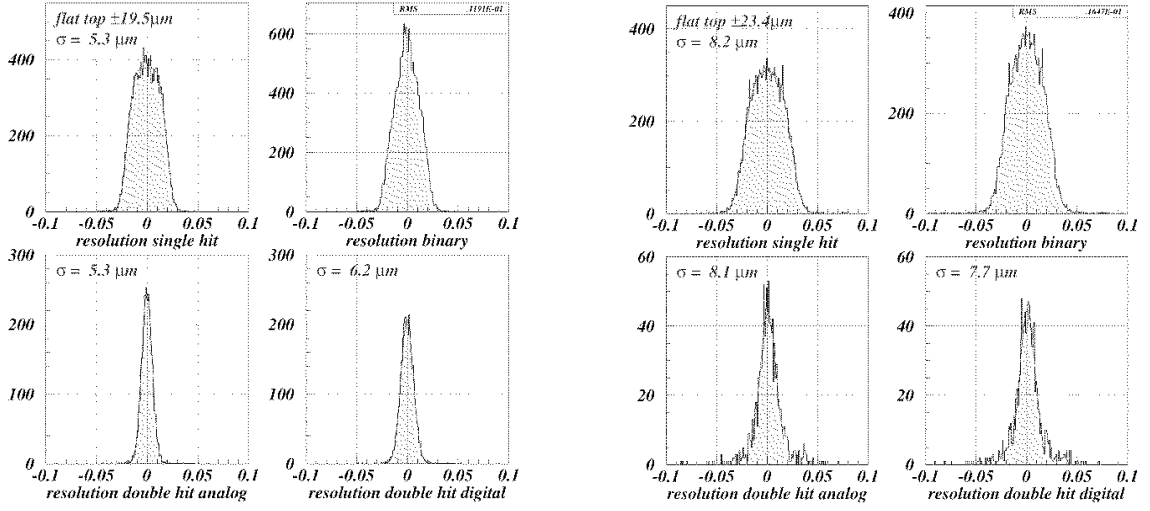 flat top ±19.5μm
σ = 5.3 μm
400
200
0
-0.1 -0.05 0 0.05 0.1
resolution single hit
RMS .1191E-01
600
400
200
0
-0.1 -0.05 0 0.05 0.1
resolution binary
σ = 5.3 μm
300
200
100
0
-0.1 -0.05 0 0.05 0.1
resolution double hit analog
σ = 6.2 μm
300
200
100
0
-0.1 -0.05 0 0.05 0.1
resolution double hit digital
flat top ±23.4μm
σ = 8.2 μm
400
200
0
-0.1 -0.05 0 0.05 0.1
resolution single hit
RMS .1647E-01
400
200
0
-0.1 -0.05 0 0.05 0.1
resolution binary
σ = 8.1 μm
60
40
20
0
-0.1 -0.05 0 0.05 0.1
resolution double hit analog
σ = 7.7 μm
60
40
20
0
-0.1 -0.05 0 0.05 0.1
resolution double hit digital